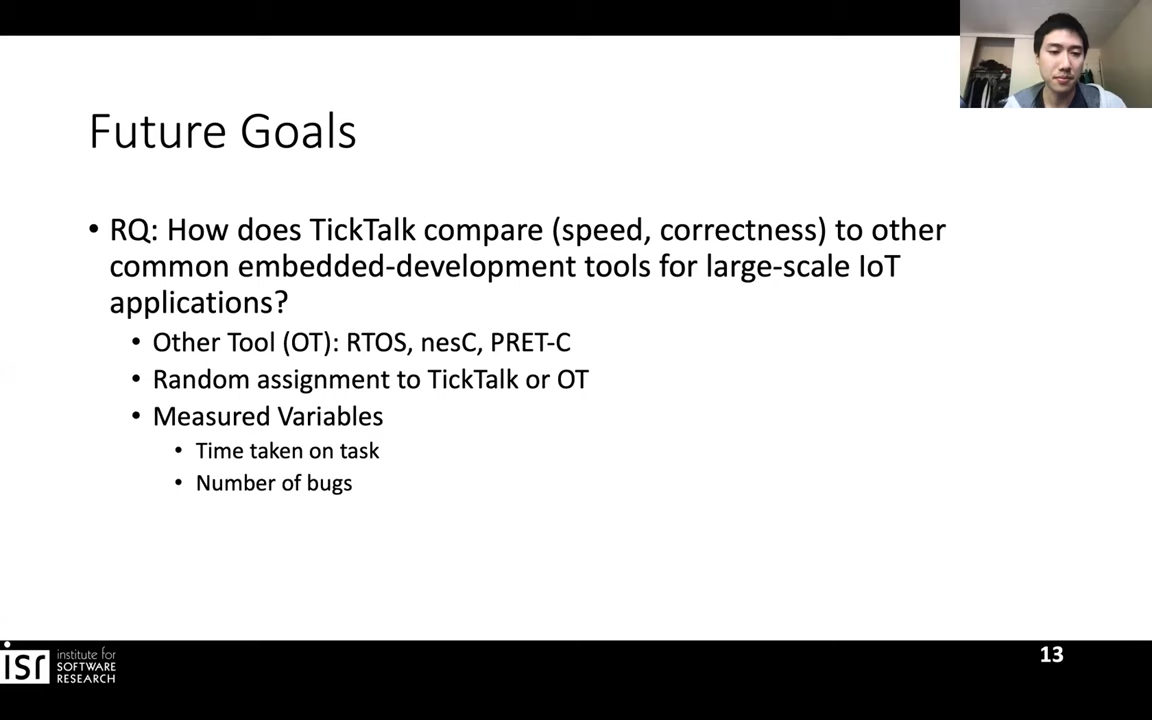 Future Goals
• RQ: How does TickTalk compare (speed, correctness) to other
common embedded-development tools for large-scale IoT
applications?
• Other Tool (OT): RTOS, nesC, PRET-C
• Random assignment to TickTalk or OT
• Measured Variables
• Time taken on task
• Number of bugs
isr institute for
SOFTWARE
RESEARCH
13